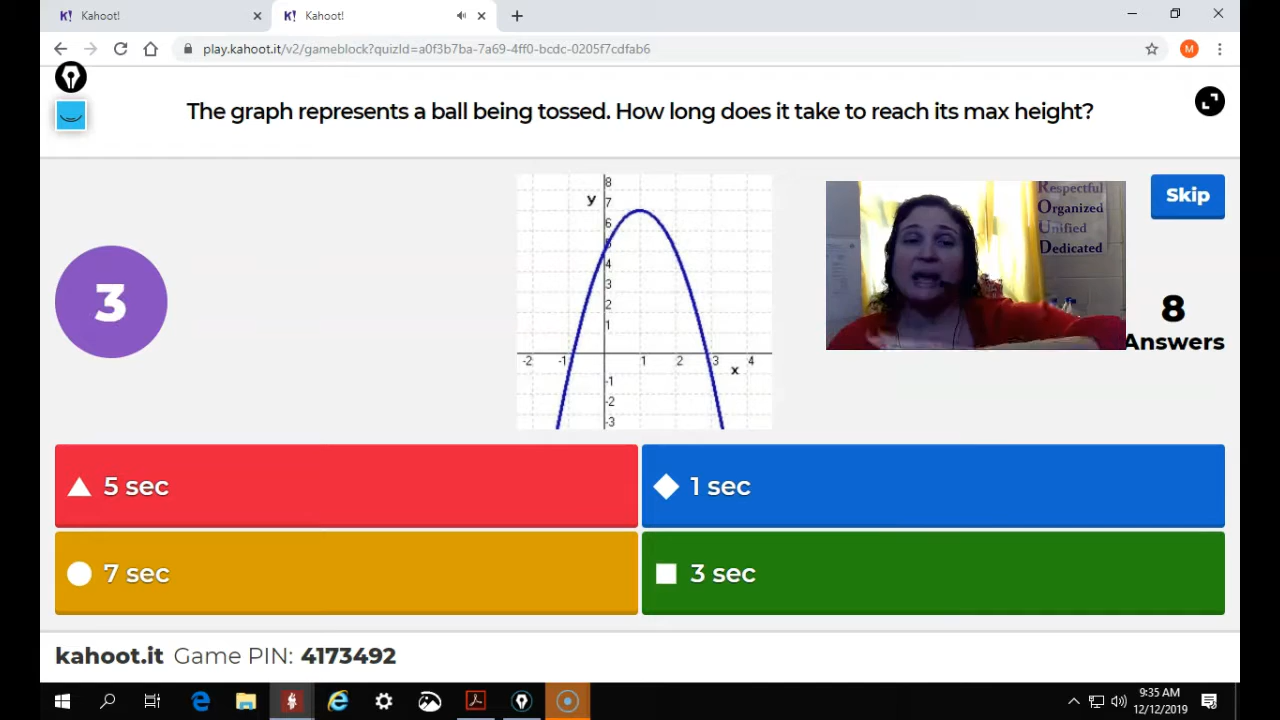 Kahoot!
Kahoot!
play.kahoot.it/v2/gameblock?quizId=a0f3b7ba-7a69-4ff0-bcdc-0205f7cdfab6
M
The graph represents a ball being tossed. How long does it take to reach its max height?
3
y
8
7
6
5
4
3
2
1
-2 -1 1 2 3 4
x
-1
-2
-3
Respectful
Organized
Unified
Dedicated
Skip
8
Answers
5 sec
1 sec
7 sec
3 sec
kahoot.it Game PIN: 4173492
9:35 AM
12/12/2019